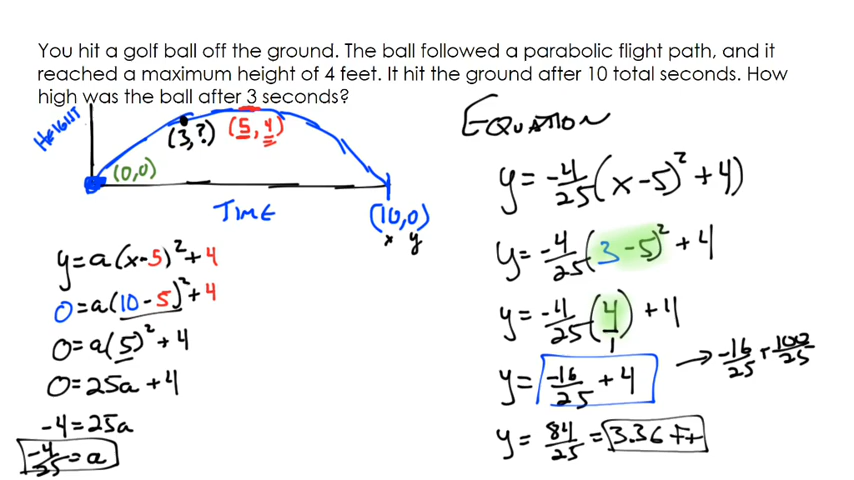 You hit a golf ball off the ground. The ball followed a parabolic flight path, and it
reached a maximum height of 4 feet. It hit the ground after 10 total seconds. How
high was the ball after 3 seconds?
HEIGHT
(0,0)
(3,?)
(5,4)
TIME
(10,0)
x y
y=a(x-5)²+4
0=a(10-5)²+4
0=a(5)²+4
0=25a+4
-4=25a
-4/25=a
EQUATION
y=-4/25(x-5)²+4)
y=-4/25(3-5)²+4
y=-4/25(4/1)+4
y=-16/25+4
→-16/25+100/25
y=84/25=3.36 Ft